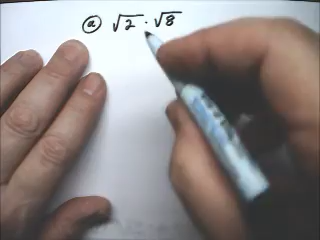 ⓐ √2 · √8